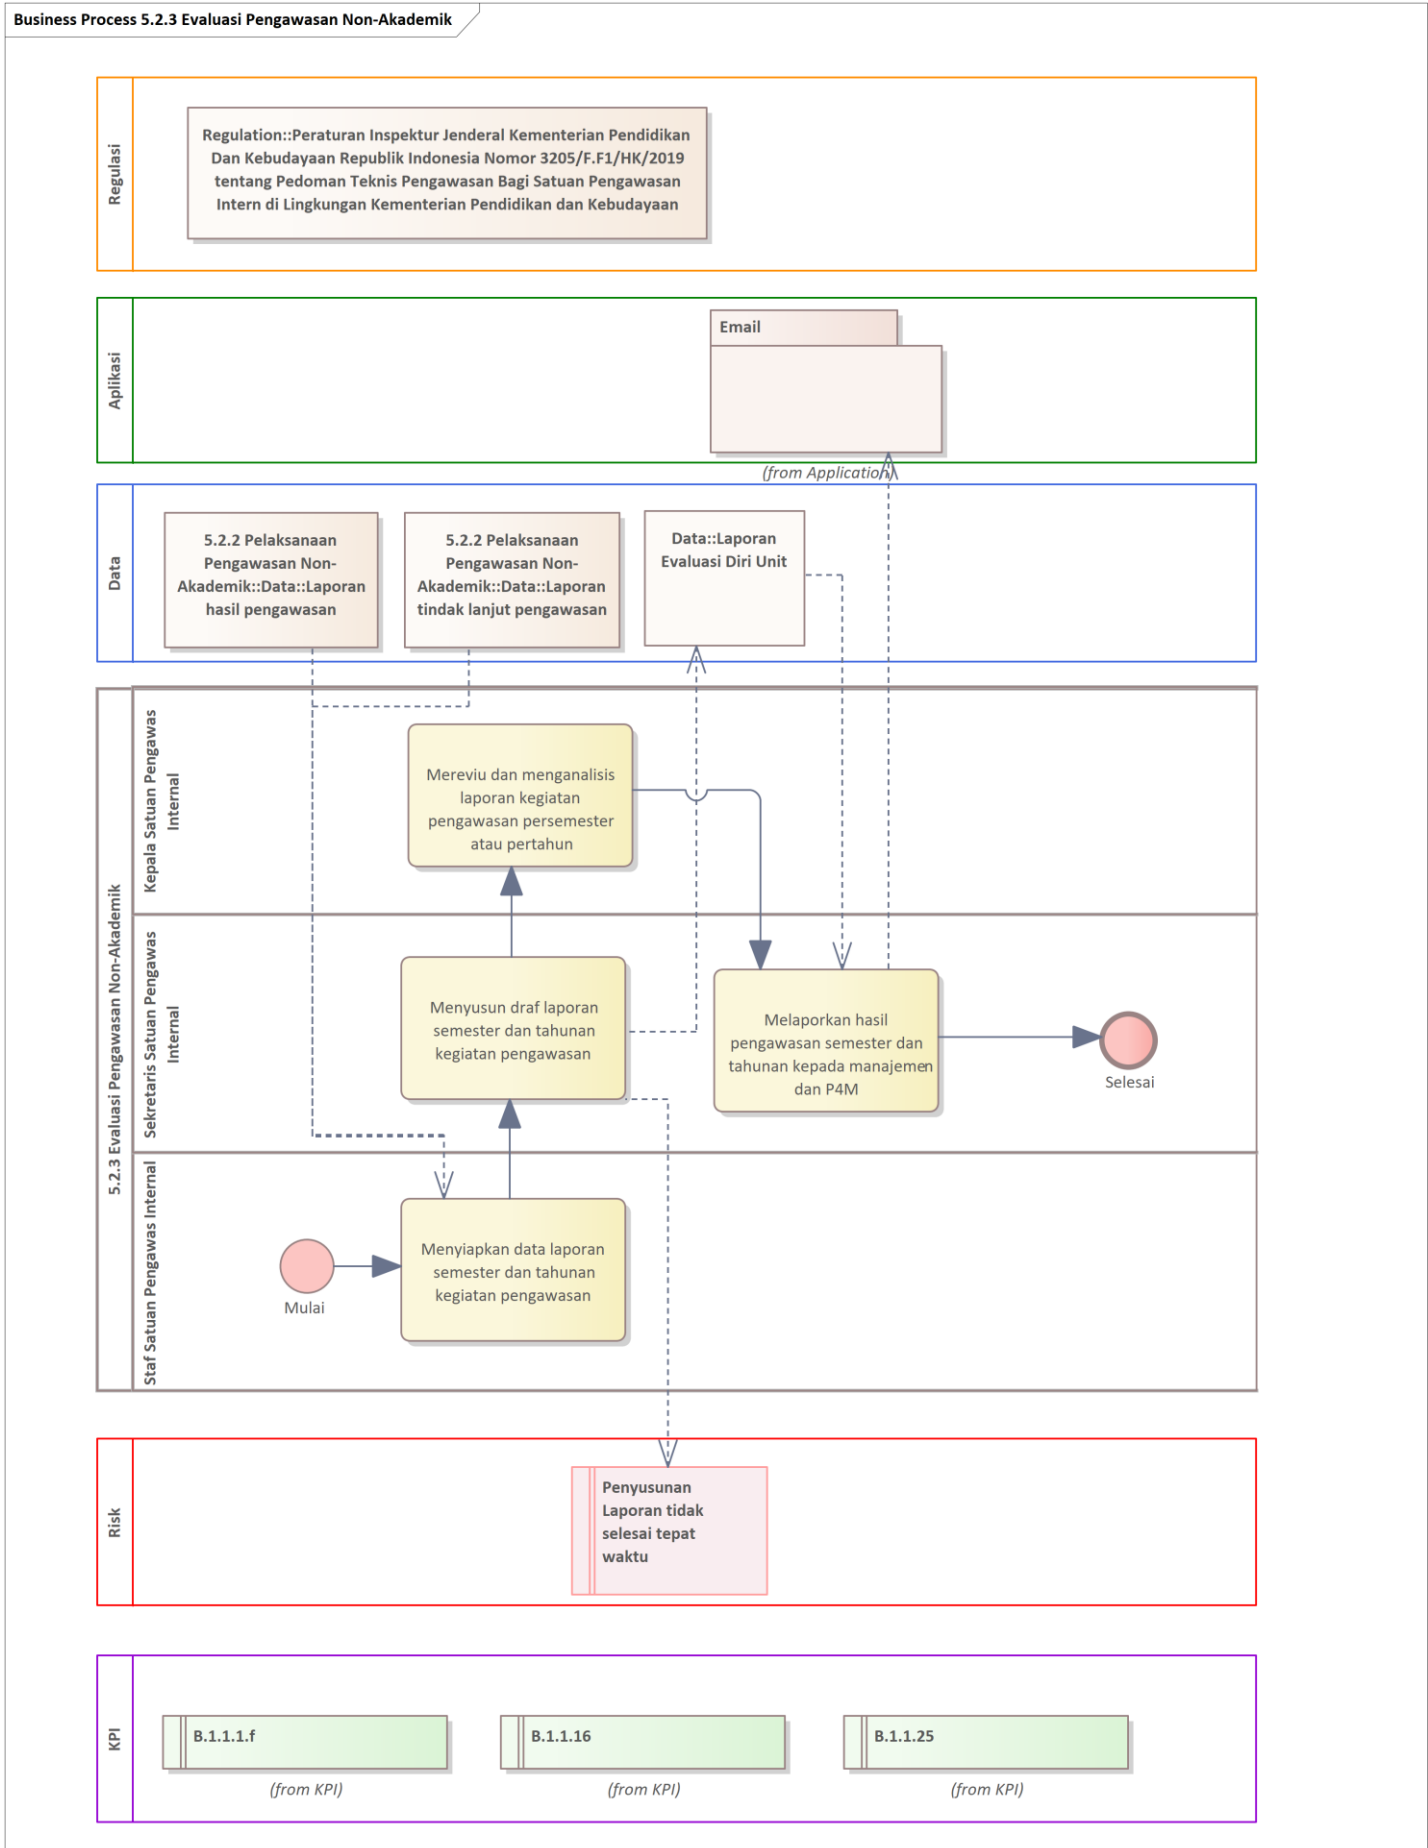 Business Process 5.2.3 Evaluasi Pengawasan Non-Akademik
Regulasi
Regulation::Peraturan Inspektur Jenderal Kementerian Pendidikan
Dan Kebudayaan Republik Indonesia Nomor 3205/F.F1/HK/2019
tentang Pedoman Teknis Pengawasan Bagi Satuan Pengawasan
Intern di Lingkungan Kementerian Pendidikan dan Kebudayaan
Aplikasi
Email
(from Application)
Data
5.2.2 Pelaksanaan
Pengawasan Non-
Akademik::Data::Laporan
hasil pengawasan
5.2.2 Pelaksanaan
Pengawasan Non-
Akademik::Data::Laporan
tindak lanjut pengawasan
Data::Laporan
Evaluasi Diri Unit
5.2.3 Evaluasi Pengawasan Non-Akademik
Kepala Satuan Pengawas
Internal
Mereviu dan menganalisis
laporan kegiatan
pengawasan persemester
atau pertahun
Sekretaris Satuan Pengawas
Internal
Menyusun draf laporan
semester dan tahunan
kegiatan pengawasan
Melaporkan hasil
pengawasan semester dan
tahunan kepada manajemen
dan P4M
Selesai
Staf Satuan Pengawas Internal
Mulai
Menyiapkan data laporan
semester dan tahunan
kegiatan pengawasan
Risk
Penyusunan
Laporan tidak
selesai tepat
waktu
KPI
B.1.1.1.f
(from KPI)
B.1.1.16
(from KPI)
B.1.1.25
(from KPI)